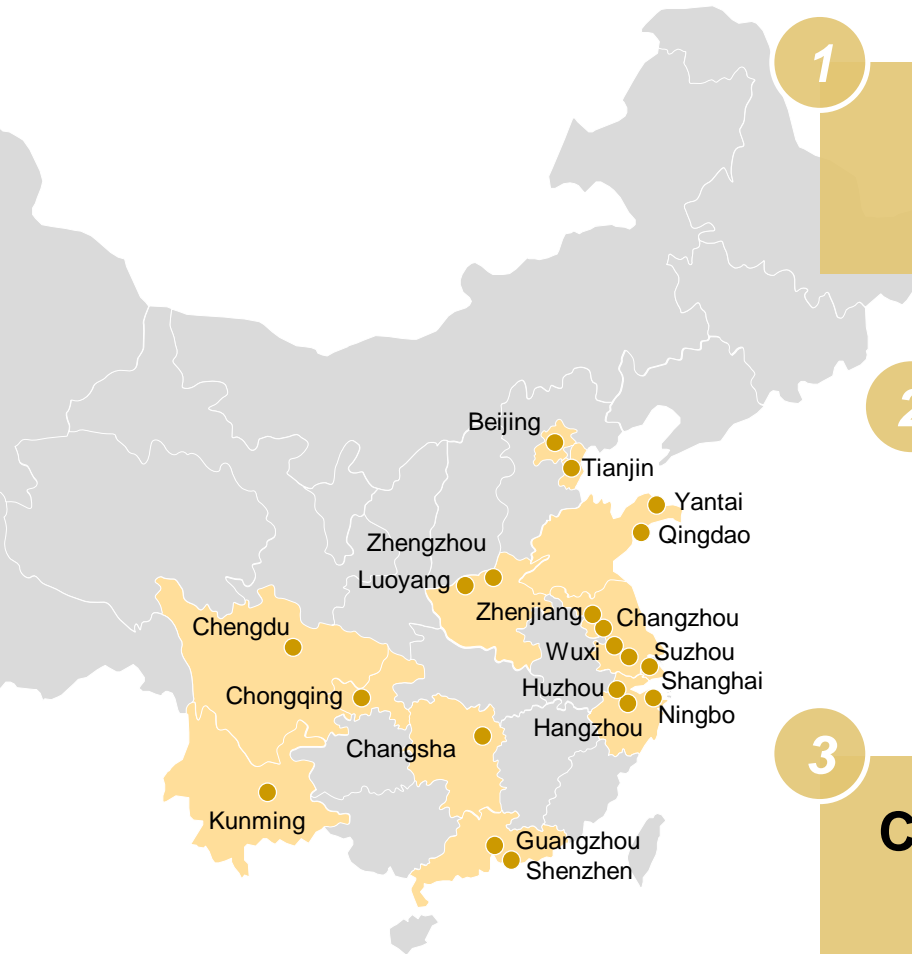 1
2
Beijing
Tianjin
Yantai
Qingdao
Zhengzhou
Luoyang
Zhenjiang
Changzhou
Chengdu
Wuxi
Suzhou
Shanghai
Chongqing
Huzhou
Ningbo
Hangzhou
Changsha
3
Kunming
C
Guangzhou
Shenzhen